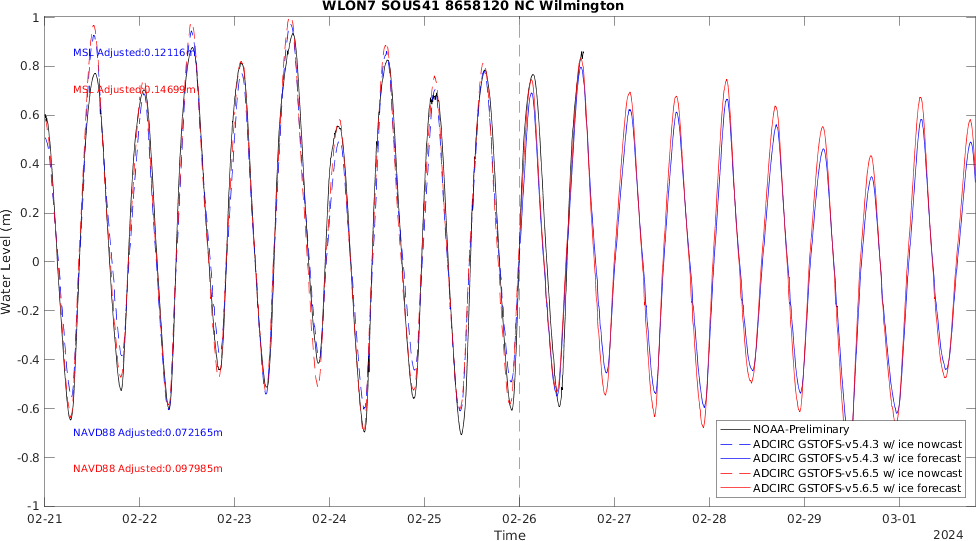 WLON7 SOUS41 8658120 NC Wilmington
MSL Adjusted:0.12116m
MSL Adjusted:0.14699m
NAVD88 Adjusted:0.072165m
NAVD88 Adjusted:0.097985m
Water Level (m)
1
0.8
0.6
0.4
0.2
0
-0.2
-0.4
-0.6
-0.8
-1
NOAA-Preliminary
ADCIRC GSTOFS-v5.4.3 w/ ice nowcast
ADCIRC GSTOFS-v5.4.3 w/ ice forecast
ADCIRC GSTOFS-v5.6.5 w/ ice nowcast
ADCIRC GSTOFS-v5.6.5 w/ ice forecast
02-21 02-22 02-23 02-24 02-25 02-26 02-27 02-28 02-29 03-01
Time
2024